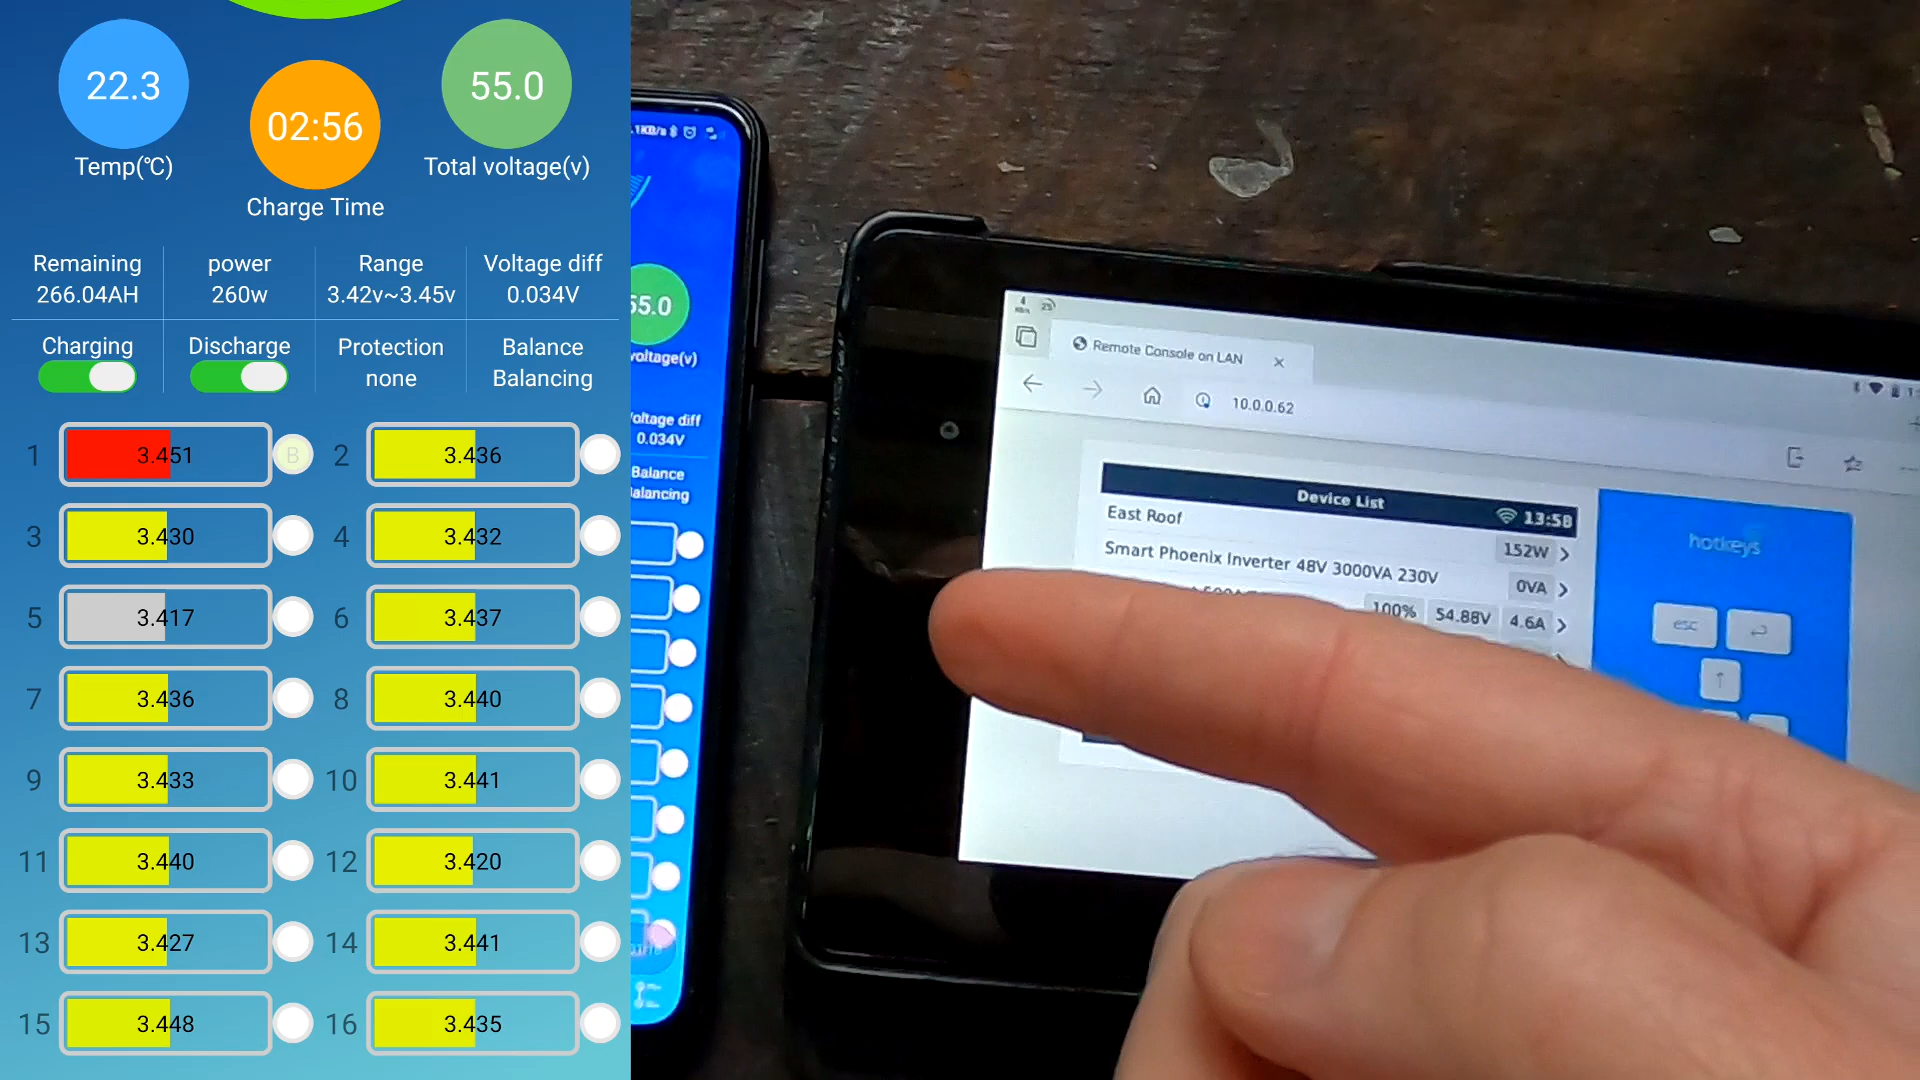 22.3
55.0
02:56
Temp(℃)
Total voltage(v)
Charge Time
Remaining
power
Range
Voltage diff
266.04AH
260w
3.42v~3.45v
0.034V
Charging
Discharge
Protection
Balance
none
Balancing
1
3.451
B
2
3.436
3
3.430
4
3.432
5
3.417
6
3.437
7
3.436
8
3.440
9
3.433
10
3.441
11
3.440
12
3.420
13
3.427
14
3.441
15
3.448
16
3.435
.1KB/s
55.0
voltage(v)
oltage diff
0.034V
Balance
alancing
Remote Console on LAN
10.0.0.62
Device List
13:58
East Roof
152W
Smart Phoenix Inverter 48V 3000VA 230V
0VA
100%
54.88V
4.6A
hotkeys
esc